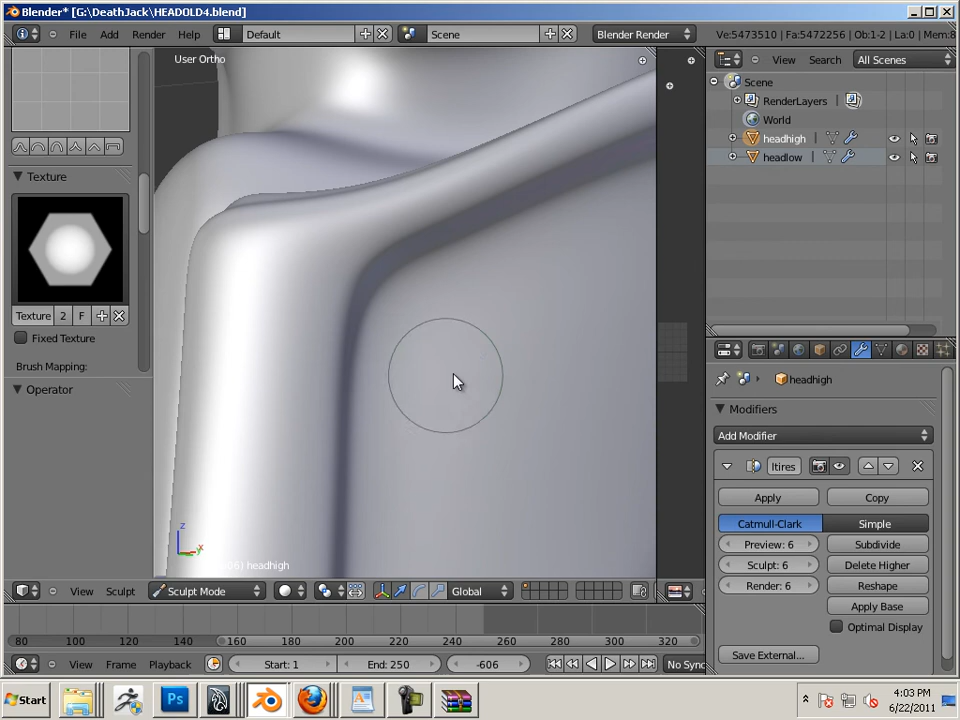 Blender* [G:\DeathJack\HEADOLD4.blend]
File Add Render Help Default Scene Blender Render Ve:5473510 | Fa:5472256 | Ob:1-2 | La:0 | Mem:8
User Ortho
View Search All Scenes
Scene
RenderLayers
World
headhigh
headlow
Texture
Texture 2 F
Fixed Texture
Brush Mapping:
Operator
headhigh
Modifiers
Add Modifier
ltires
Apply Copy
Catmull-Clark Simple
Preview: 6 Subdivide
Sculpt: 6 Delete Higher
Render: 6 Reshape
Apply Base
Optimal Display
Save External...
z
x
headhigh
View Sculpt Sculpt Mode Global
80 100 120 140 160 180 200 220 240 260 280 300 320
View Frame Playback Start: 1 End: 250 -606 No Sync
Start Ps 4:03 PM
6/22/2011